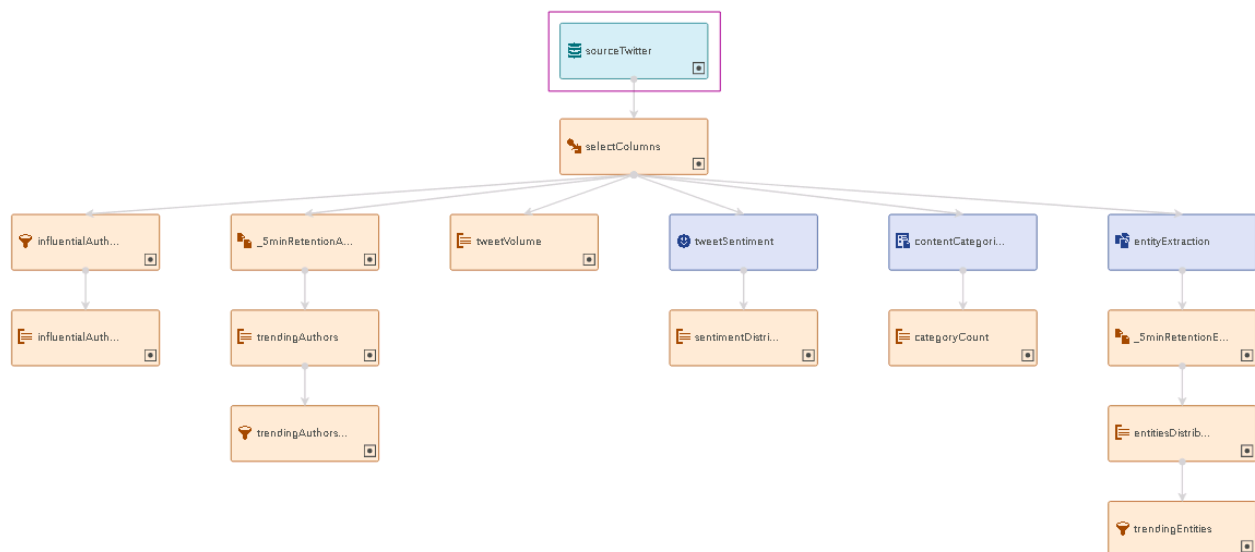 sourceTwitter
selectColumns
influentialAuth...
_5minRetentionA...
tweetVolume
tweetSentiment
contentCategori...
entityExtraction
influentialAuth...
trendingAuthors
sentimentDistri...
categoryCount
_5minRetentionE...
trendingAuthors...
entitiesDistrib...
trendingEntities